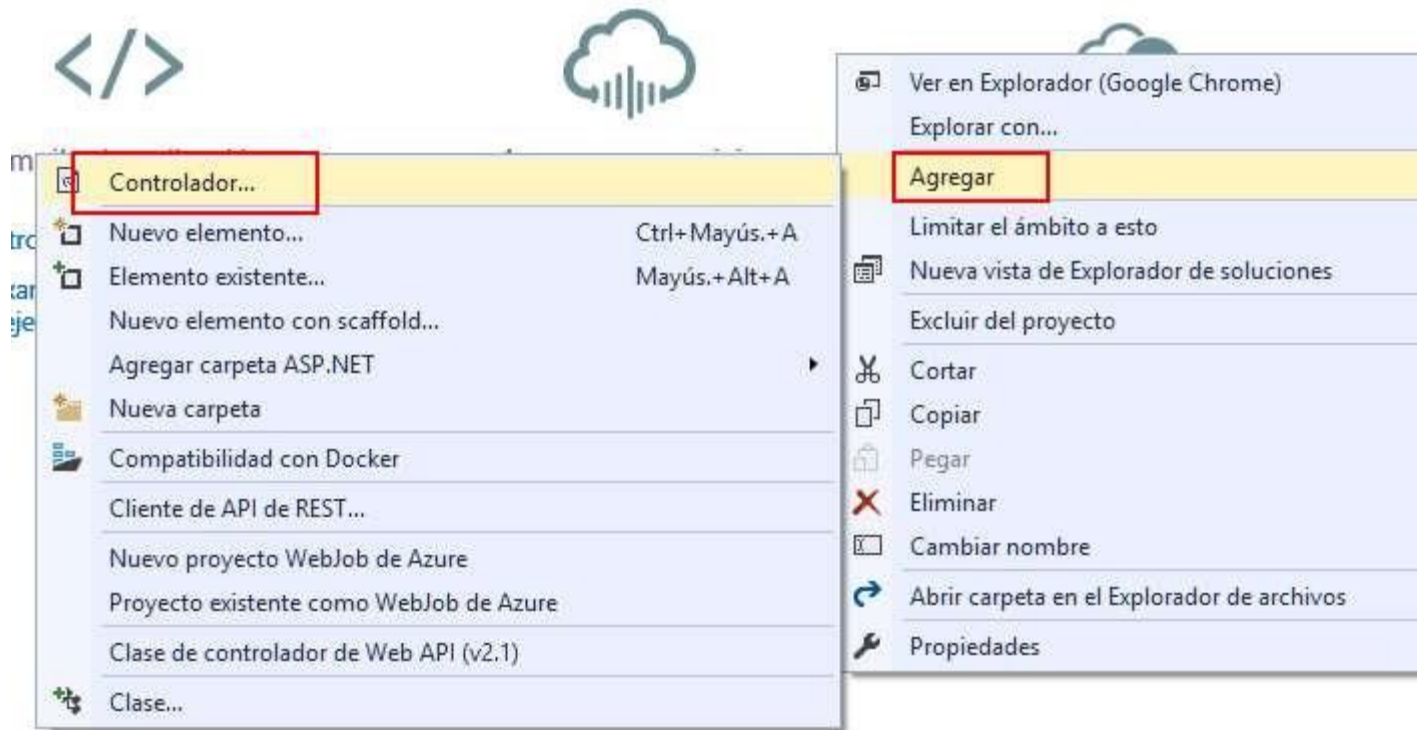 Ver en Explorador (Google Chrome)
Explorar con...
Agregar
Limitar el ámbito a esto
Nueva vista de Explorador de soluciones
Excluir del proyecto
Cortar
Copiar
Pegar
Eliminar
Cambiar nombre
Abrir carpeta en el Explorador de archivos
Propiedades
Controlador...
Nuevo elemento... Ctrl+Mayús.+A
Elemento existente... Mayús.+Alt+A
Nuevo elemento con scaffold...
Agregar carpeta ASP.NET
Nueva carpeta
Compatibilidad con Docker
Cliente de API de REST...
Nuevo proyecto WebJob de Azure
Proyecto existente como WebJob de Azure
Clase de controlador de Web API (v2.1)
Clase...